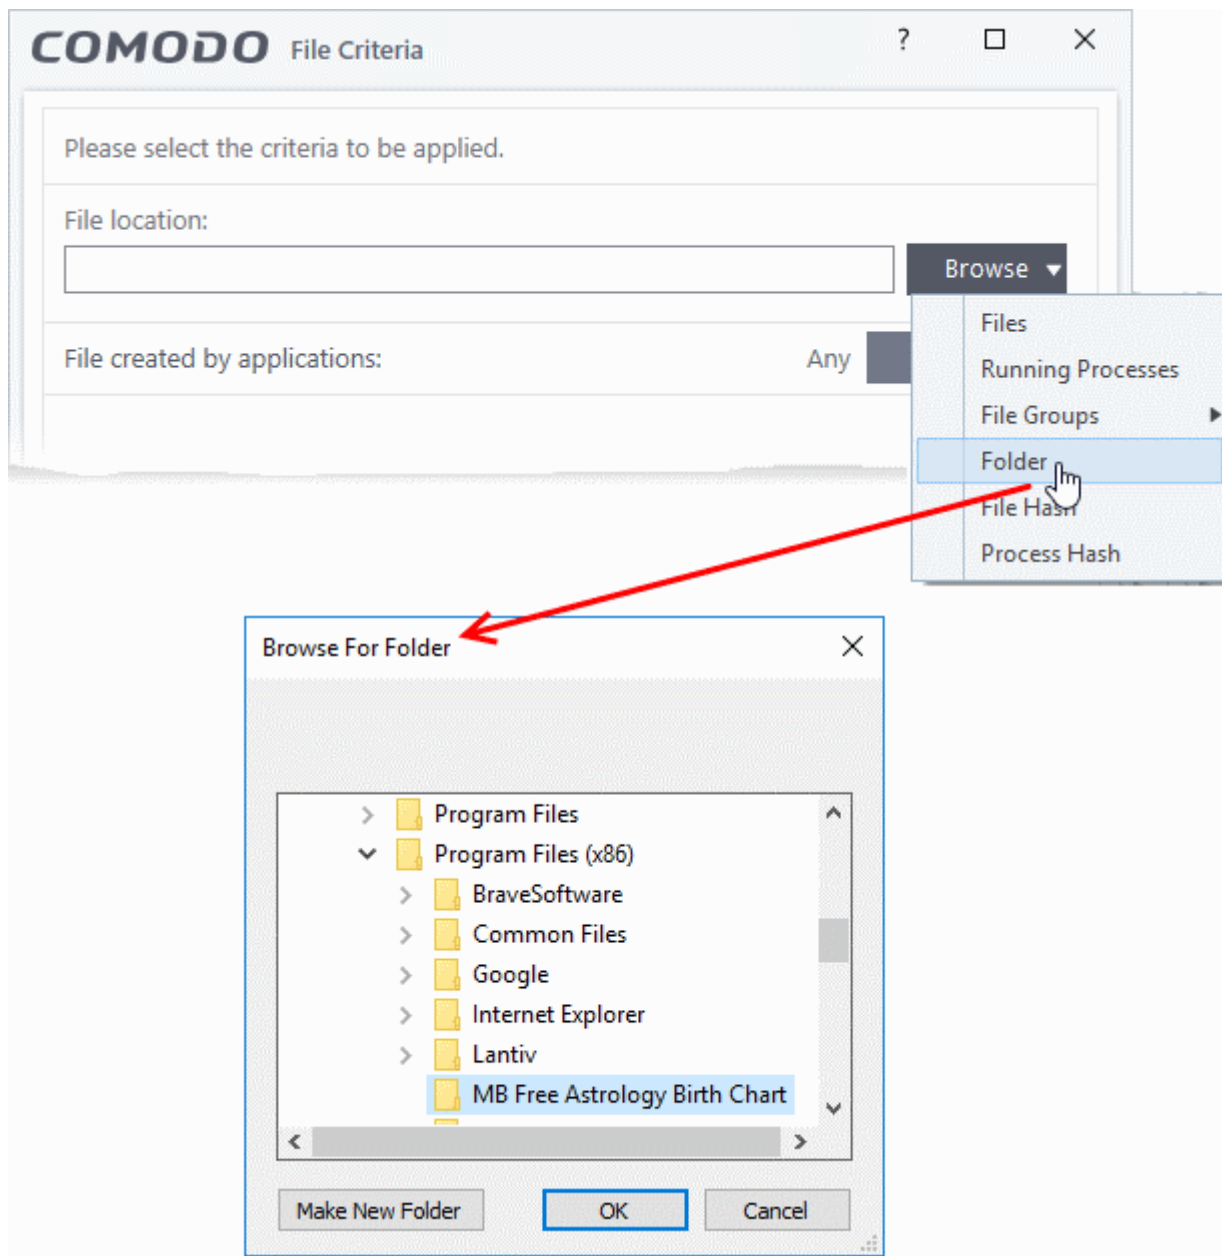 COMODO File Criteria ?
Please select the criteria to be applied.
File location:
Browse
Files
File created by applications: Any
Running Processes
File Groups
Folder
File Hash
Process Hash
Browse For Folder
Program Files
Program Files (x86)
BraveSoftware
Common Files
Google
Internet Explorer
Lantiv
MB Free Astrology Birth Chart
Make New Folder OK Cancel